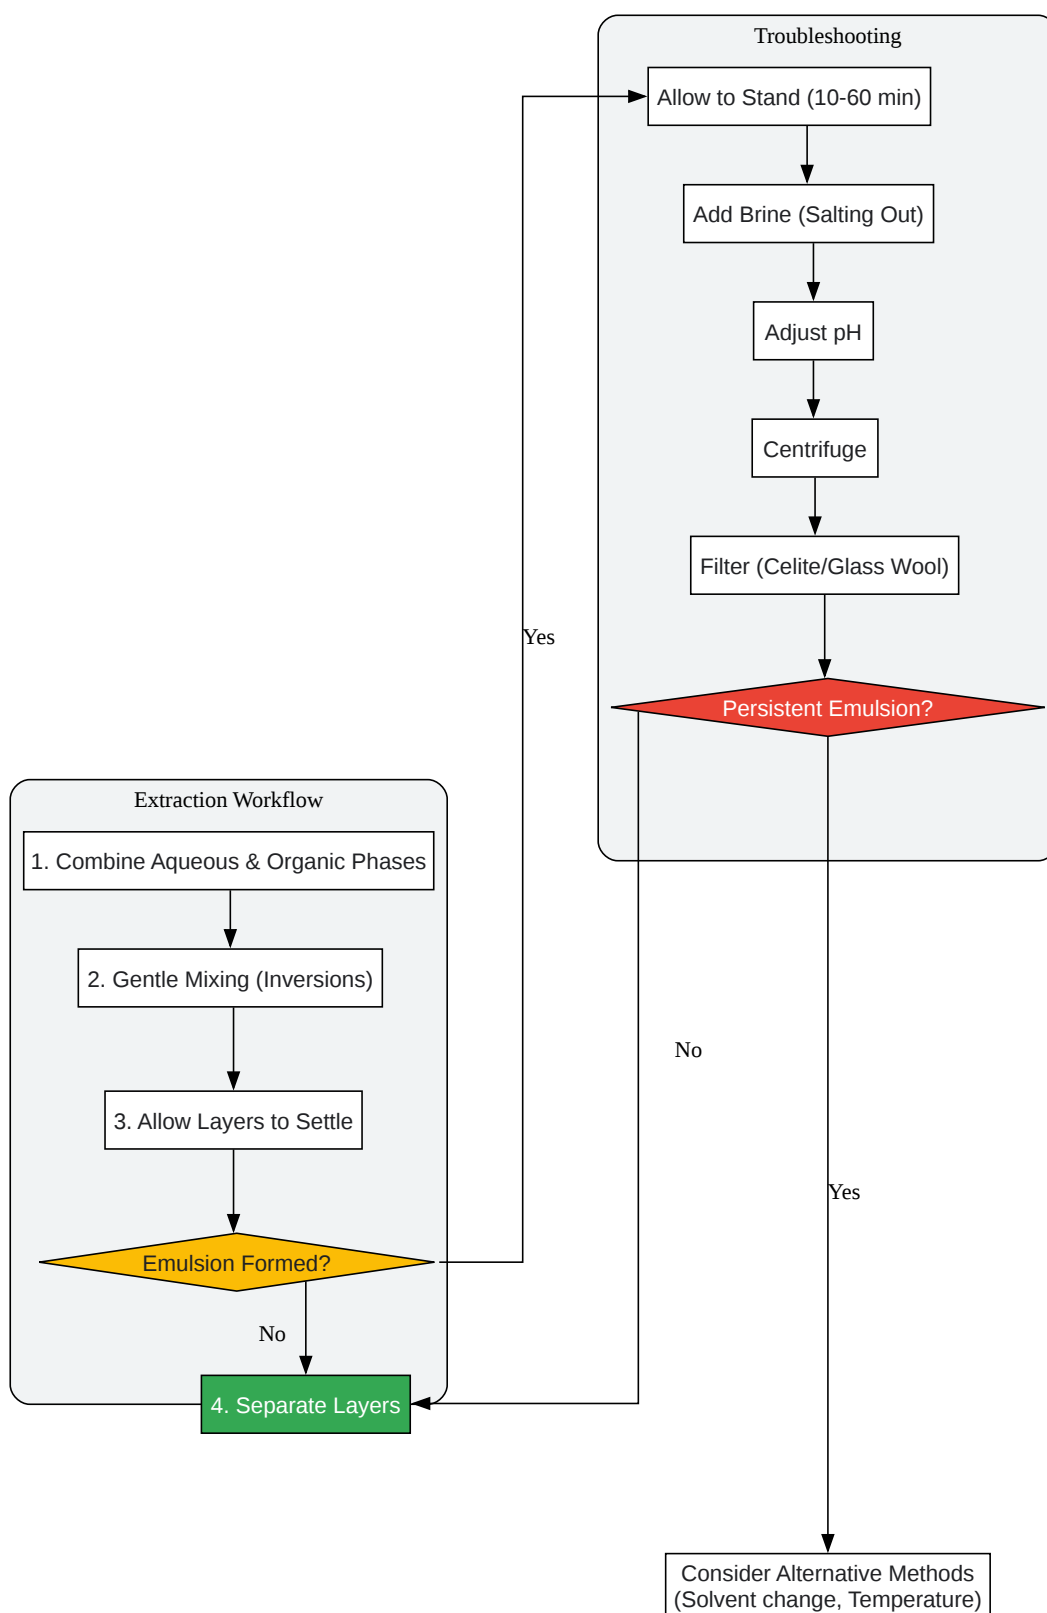 Troubleshooting
Allow to Stand (10-60 min)
Add Brine (Salting Out)
Adjust pH
Centrifuge
Filter (Celite/Glass Wool)
Yes
Persistent Emulsion?
Extraction Workflow
1. Combine Aqueous & Organic Phases
2. Gentle Mixing (Inversions)
No
3. Allow Layers to Settle
Yes
Emulsion Formed?
No
4. Separate Layers
Consider Alternative Methods
(Solvent change, Temperature)